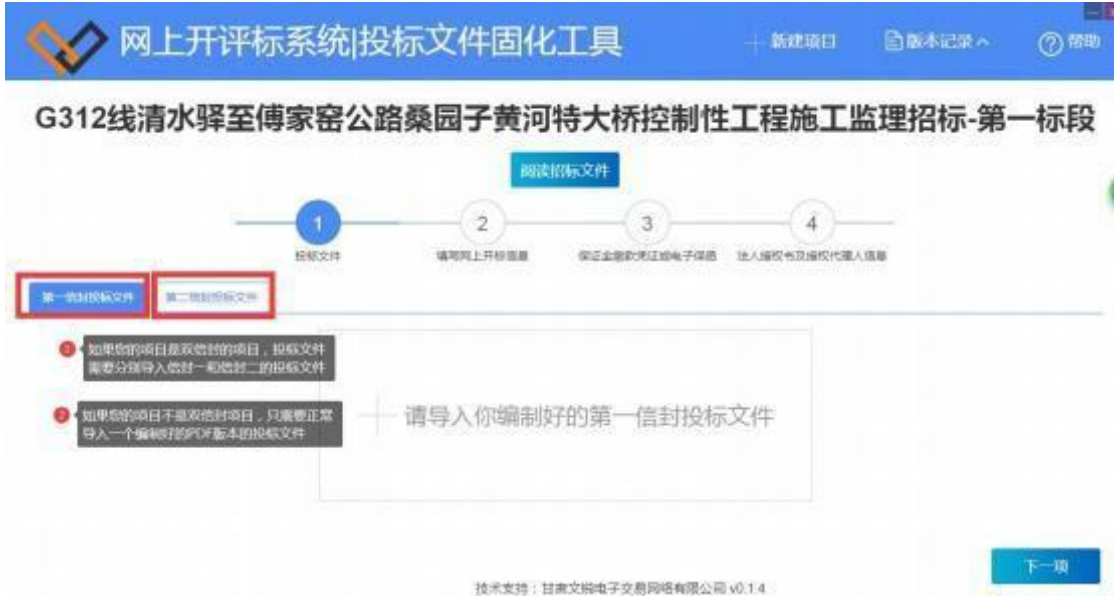 网上开评标系统|投标文件固化工具
新建项目
版本记录
帮助
G312线清水驿至傅家窑公路桑园子黄河特大桥控制性工程施工监理招标-第一标段
阅读招标文件
1
2
3
4
投标文件
填写网上开标信息
保证金缴款凭证或电子保函
法人授权书及授权代理人信息
第一信封投标文件
第二信封投标文件
1
如果您的项目是双信封的项目，投标文件
需要分别导入信封一和信封二的投标文件
2
如果您的项目不是双信封项目，只需要正常
导入一个编制好的PDF版本的投标文件
请导入你编制好的第一信封投标文件
下一项
技术支持：甘肃文锐电子交易网络有限公司 v0.1.4